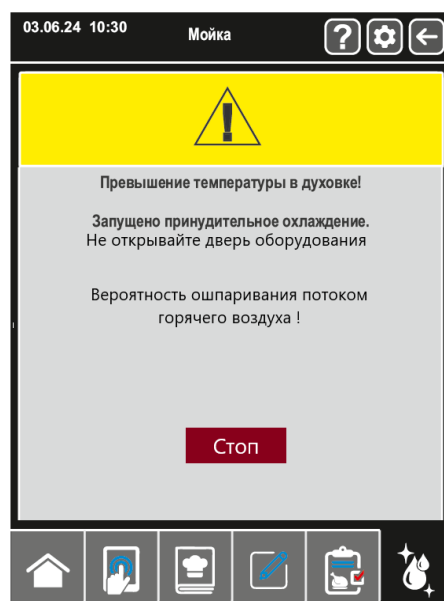 03.06.24 10:30 Мойка ?
Превышение температуры в духовке!
Запущено принудительное охлаждение.
Не открывайте дверь оборудования
Вероятность ошпаривания потоком
горячего воздуха !
Стоп